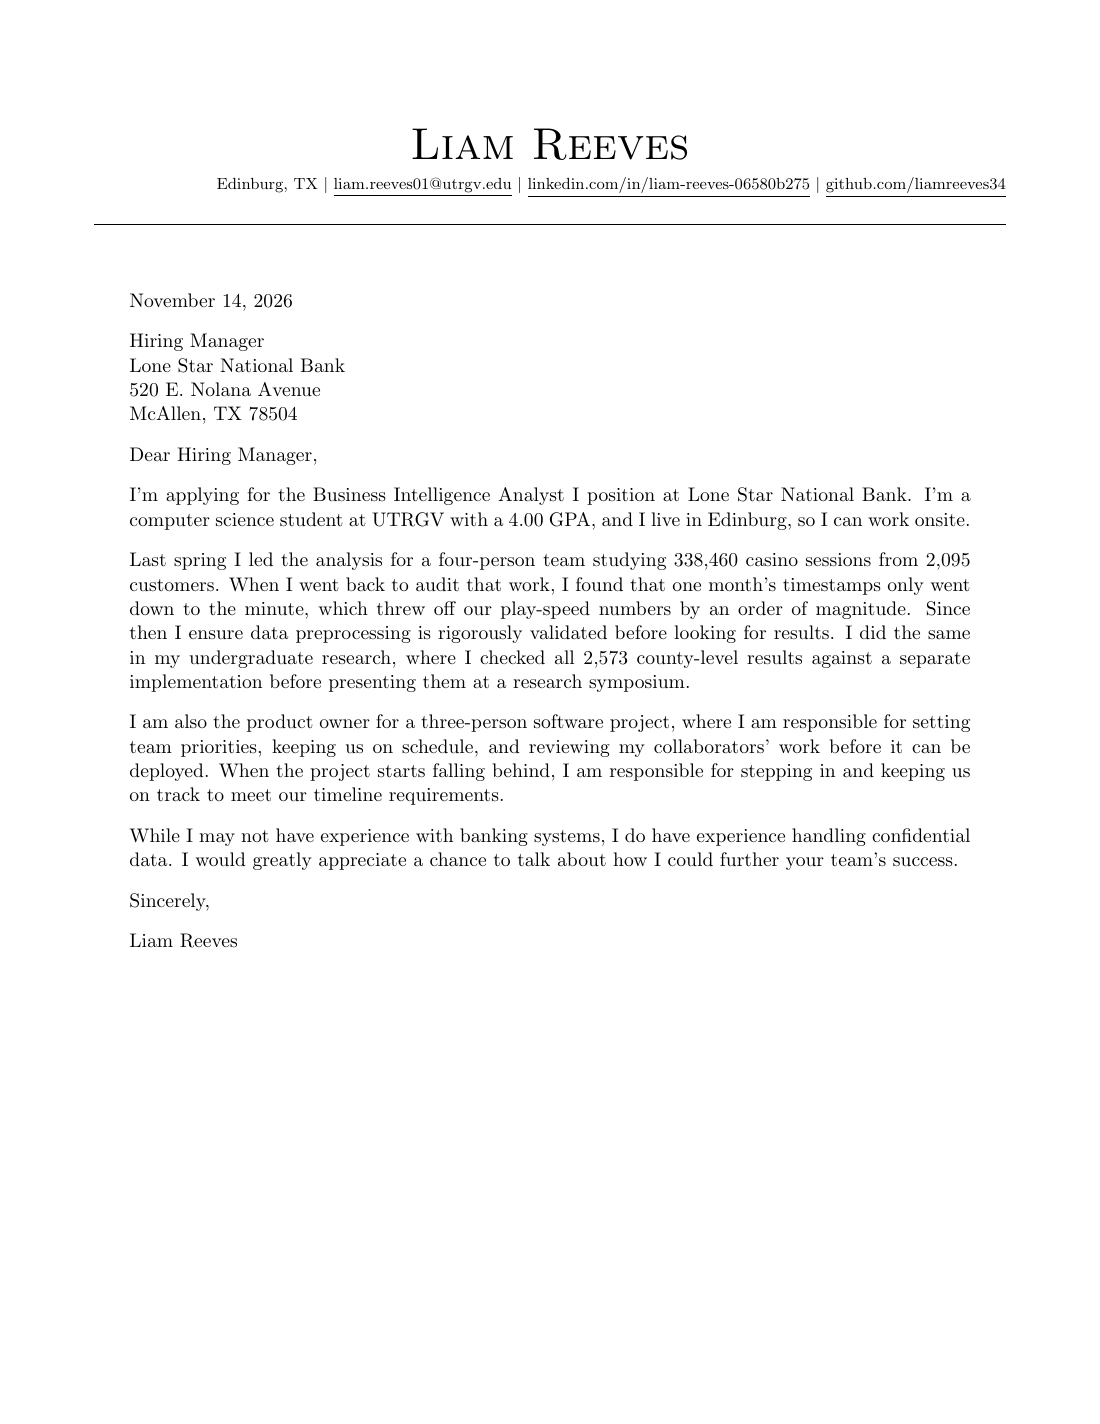 Liam Reeves
Edinburg, TX | liam.reeves01@utrgv.edu | linkedin.com/in/liam-reeves-06580b275 | github.com/liamreeves34
November 14, 2026
Hiring Manager
Lone Star National Bank
520 E. Nolana Avenue
McAllen, TX 78504
Dear Hiring Manager,
I'm applying for the Business Intelligence Analyst I position at Lone Star National Bank. I'm a
computer science student at UTRGV with a 4.00 GPA, and I live in Edinburg, so I can work onsite.
Last spring I led the analysis for a four-person team studying 338,460 casino sessions from 2,095
customers. When I went back to audit that work, I found that one month's timestamps only went
down to the minute, which threw off our play-speed numbers by an order of magnitude. Since
then I ensure data preprocessing is rigorously validated before looking for results. I did the same
in my undergraduate research, where I checked all 2,573 county-level results against a separate
implementation before presenting them at a research symposium.
I am also the product owner for a three-person software project, where I am responsible for setting
team priorities, keeping us on schedule, and reviewing my collaborators' work before it can be
deployed. When the project starts falling behind, I am responsible for stepping in and keeping us
on track to meet our timeline requirements.
While I may not have experience with banking systems, I do have experience handling confidential
data. I would greatly appreciate a chance to talk about how I could further your team's success.
Sincerely,
Liam Reeves